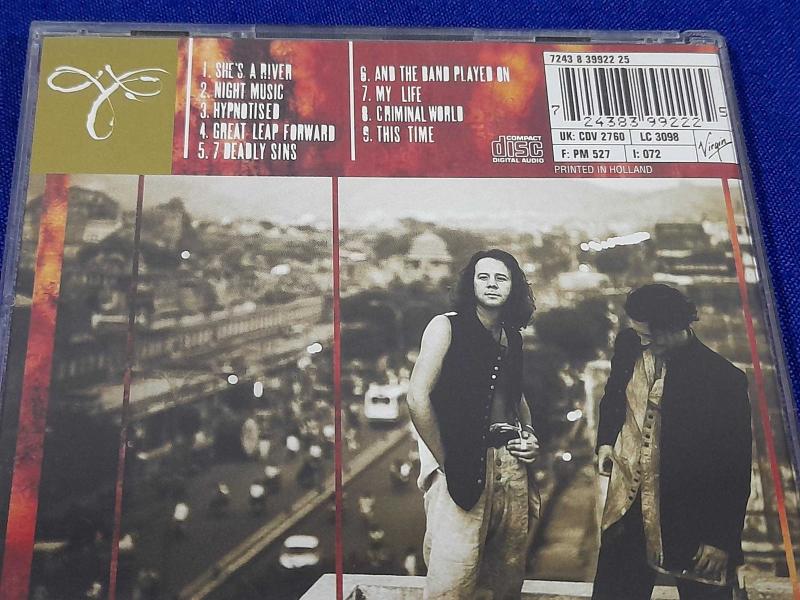 1. SHE'S A RIVER
2. NIGHT MUSIC
3. HYPNOTISED
4. GREAT LEAP FORWARD
5. 7 DEADLY SINS
6. AND THE BAND PLAYED ON
7. MY LIFE
8. CRIMINAL WORLD
9. THIS TIME
COMPACT
disc
DIGITAL AUDIO
7243 8 39922 25
7 24383 99222 5
UK: CDV 2760 LC 3098
F: PM 527 I: 072
Virgin
PRINTED IN HOLLAND